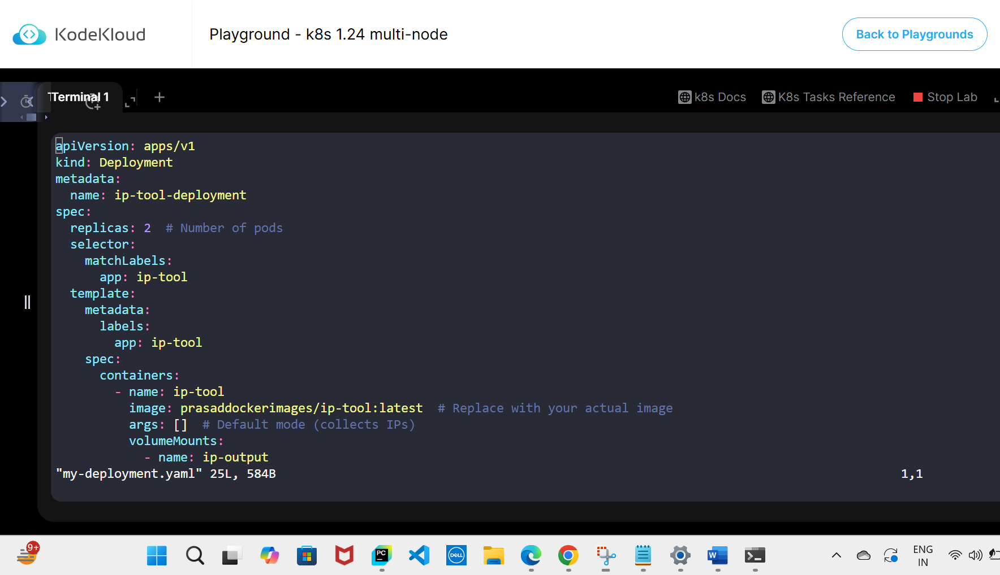 KodeKloud
Playground - k8s 1.24 multi-node
Back to Playgrounds
Terminal 1
k8s Docs
K8s Tasks Reference
Stop Lab
apiVersion: apps/v1
kind: Deployment
metadata:
  name: ip-tool-deployment
spec:
  replicas: 2  # Number of pods
  selector:
    matchLabels:
      app: ip-tool
  template:
    metadata:
      labels:
        app: ip-tool
    spec:
      containers:
        - name: ip-tool
          image: prasaddockerimages/ip-tool:latest  # Replace with your actual image
          args: []  # Default mode (collects IPs)
          volumeMounts:
            - name: ip-output
"my-deployment.yaml" 25L, 584B
1,1
9+
PC
DELL
W
ENG
IN